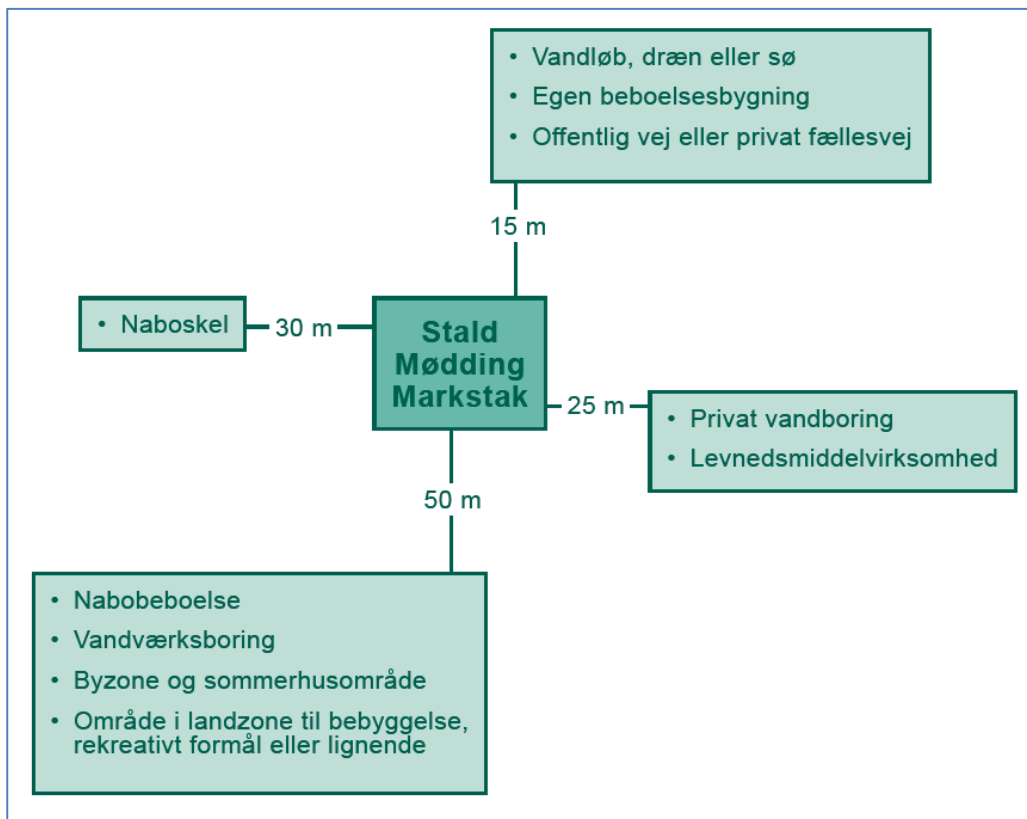 • Vandløb, dræn eller sø
• Egen beboelsesbygning
• Offentlig vej eller privat fællesvej
15 m
• Naboskel
30 m
Stald
Mødding
Markstak
25 m
• Privat vandboring
• Levnedsmiddelvirksomhed
50 m
• Nabobeboelse
• Vandværksboring
• Byzone og sommerhusområde
• Område i landzone til bebyggelse,
rekreativt formål eller lignende